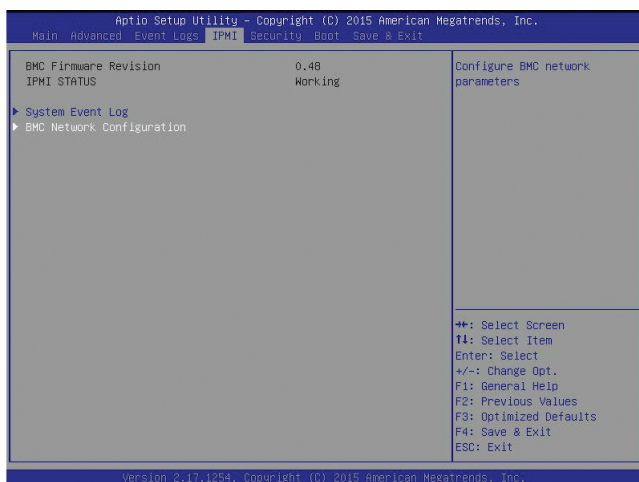 Aptio Setup Utility – Copyright (C) 2015 American Megatrends, Inc.
Main Advanced Event Logs IPMI Security Boot Save & Exit
BMC Firmware Revision 0.48
IPMI STATUS Working
System Event Log
BMC Network Configuration
Configure BMC network
parameters
→←: Select Screen
↑↓: Select Item
Enter: Select
+/-: Change Opt.
F1: General Help
F2: Previous Values
F3: Optimized Defaults
F4: Save & Exit
ESC: Exit
Version 2.17.1254. Copyright (C) 2015 American Megatrends, Inc.